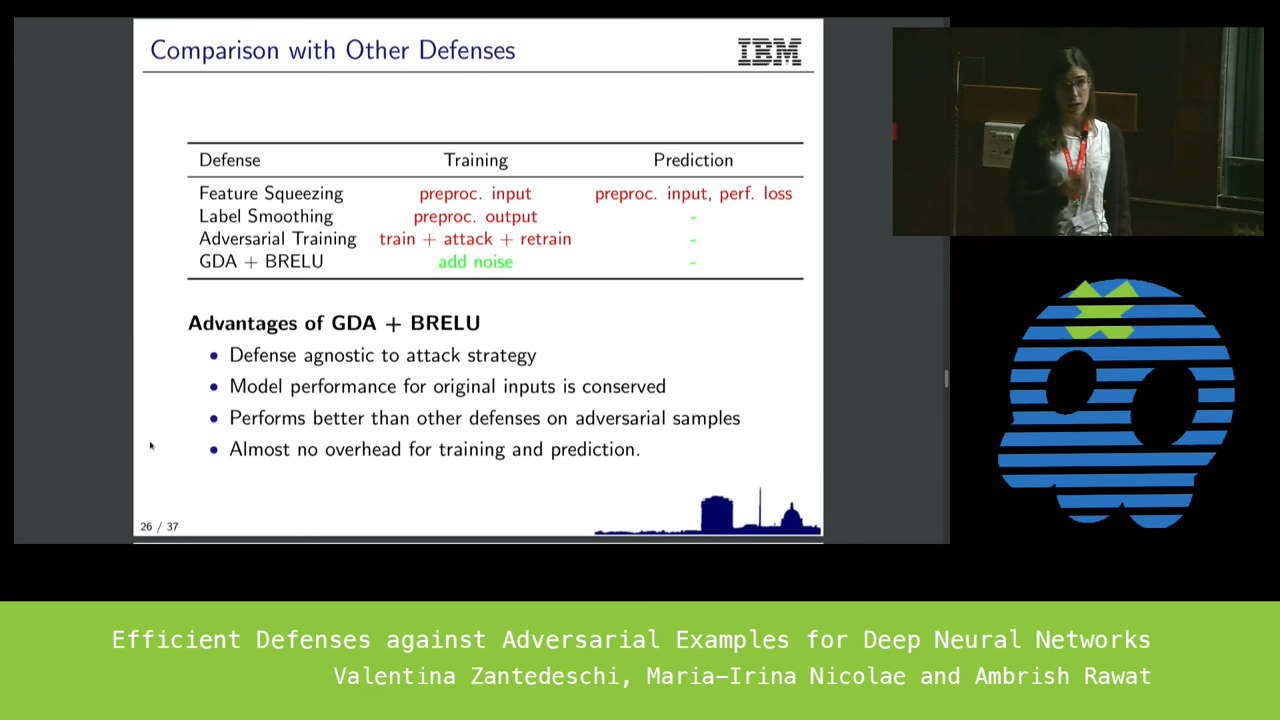 Comparison with Other Defenses
IBM
Defense Training Prediction
Feature Squeezing preproc. input preproc. input, perf. loss
Label Smoothing preproc. output -
Adversarial Training train + attack + retrain -
GDA + BRELU add noise -
Advantages of GDA + BRELU
• Defense agnostic to attack strategy
• Model performance for original inputs is conserved
• Performs better than other defenses on adversarial samples
• Almost no overhead for training and prediction.
26 / 37
Efficient Defenses against Adversarial Examples for Deep Neural Networks
Valentina Zantedeschi, Maria-Irina Nicolae and Ambrish Rawat